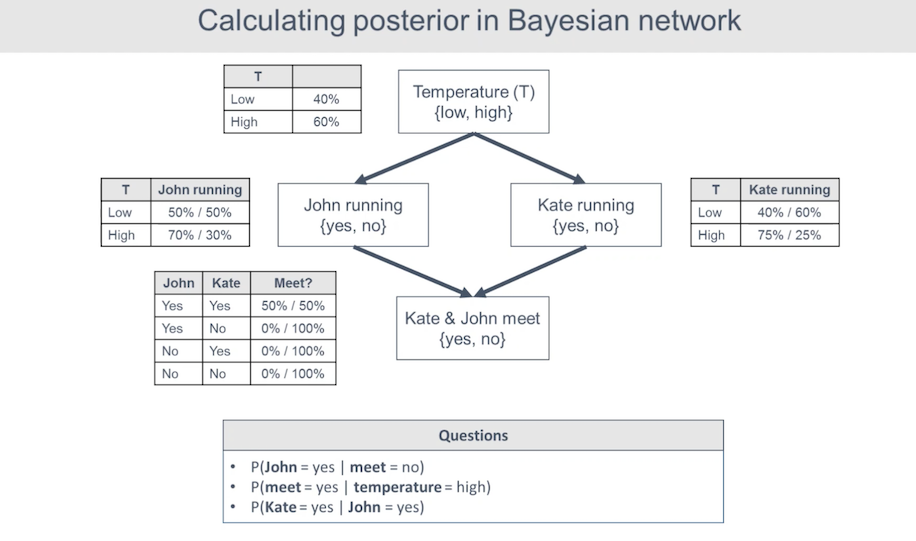 Calculating posterior in Bayesian network
T
Low 40%
High 60%
Temperature (T)
{low, high}
T John running
Low 50% / 50%
High 70% / 30%
John running
{yes, no}
Kate running
{yes, no}
T Kate running
Low 40% / 60%
High 75% / 25%
John Kate Meet?
Yes Yes 50% / 50%
Yes No 0% / 100%
No Yes 0% / 100%
No No 0% / 100%
Kate & John meet
{yes, no}
Questions
• P(John = yes | meet = no)
• P(meet = yes | temperature = high)
• P(Kate = yes | John = yes)